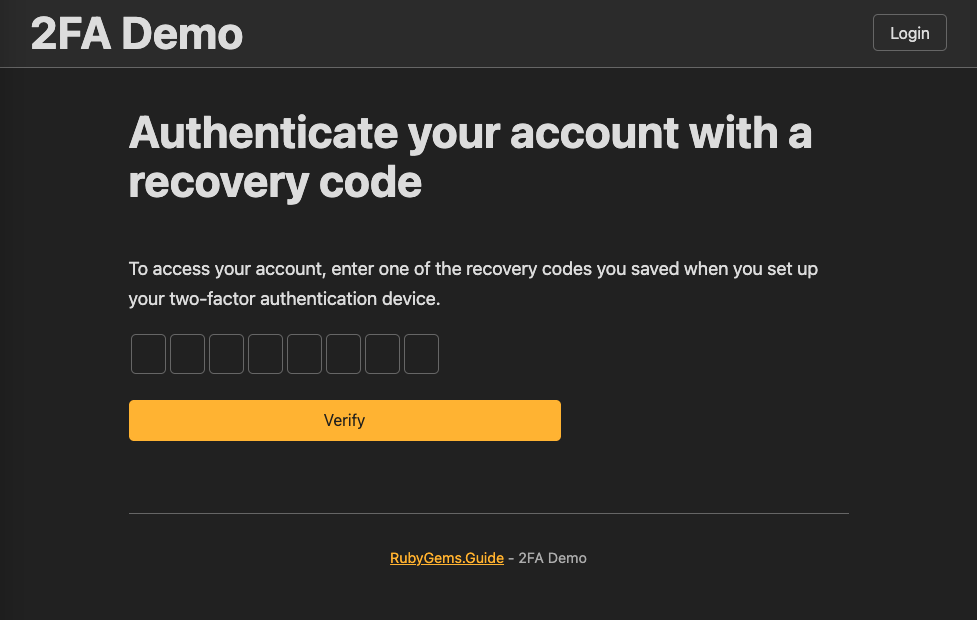 2FA Demo
Login
Authenticate your account with a
recovery code
To access your account, enter one of the recovery codes you saved when you set up
your two-factor authentication device.
Verify
RubyGems.Guide - 2FA Demo